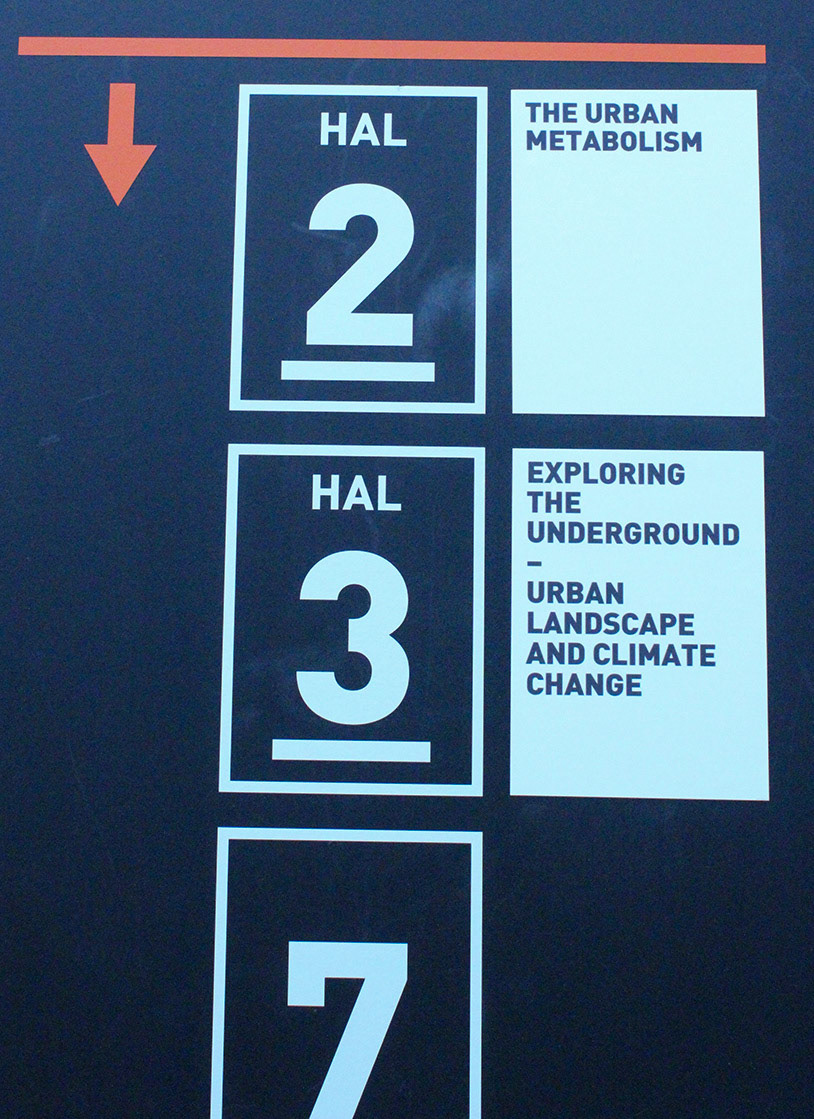 HAL
2
THE URBAN
METABOLISM
HAL
3
EXPLORING
THE
UNDERGROUND
–
URBAN
LANDSCAPE
AND CLIMATE
CHANGE
7